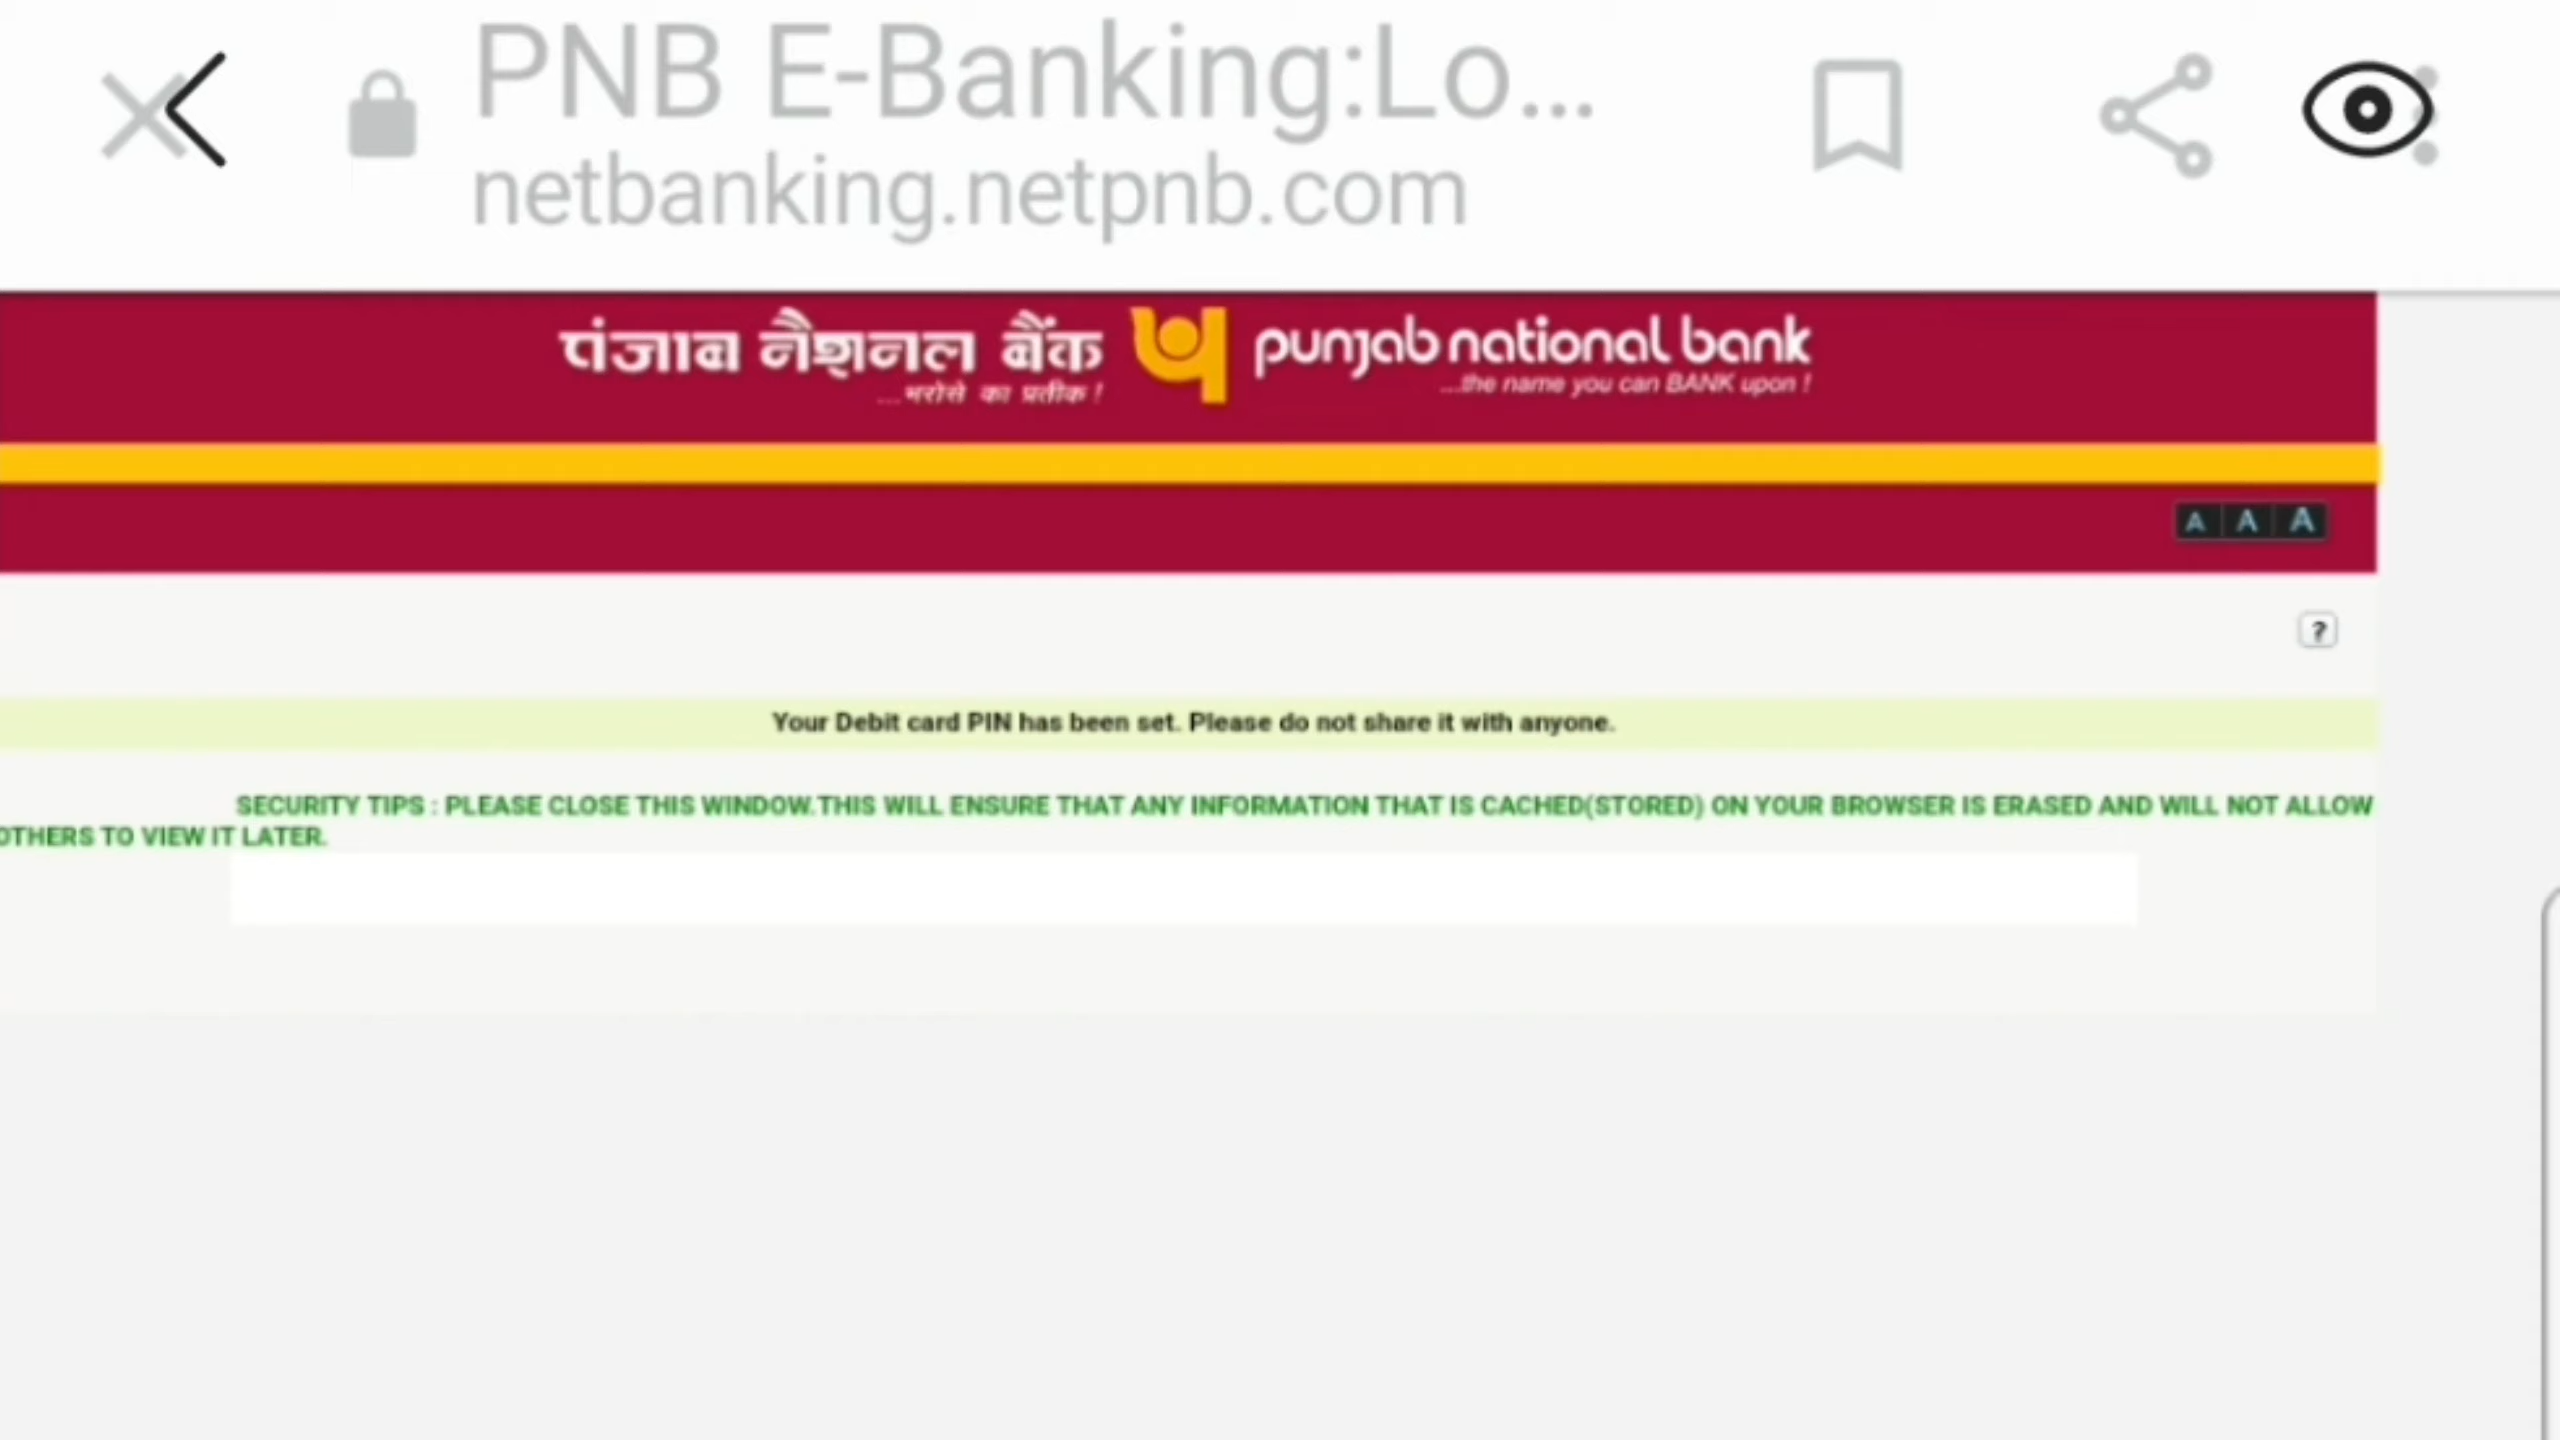 PNB E-Banking:Lo...
netbanking.netpnb.com
पंजाब नैशनल बैंक punjab national bank
...भरोसे का प्रतीक ! ...the name you can BANK upon !
A A A
?
Your Debit card PIN has been set. Please do not share it with anyone.
SECURITY TIPS : PLEASE CLOSE THIS WINDOW.THIS WILL ENSURE THAT ANY INFORMATION THAT IS CACHED(STORED) ON YOUR BROWSER IS ERASED AND WILL NOT ALLOW
OTHERS TO VIEW IT LATER.